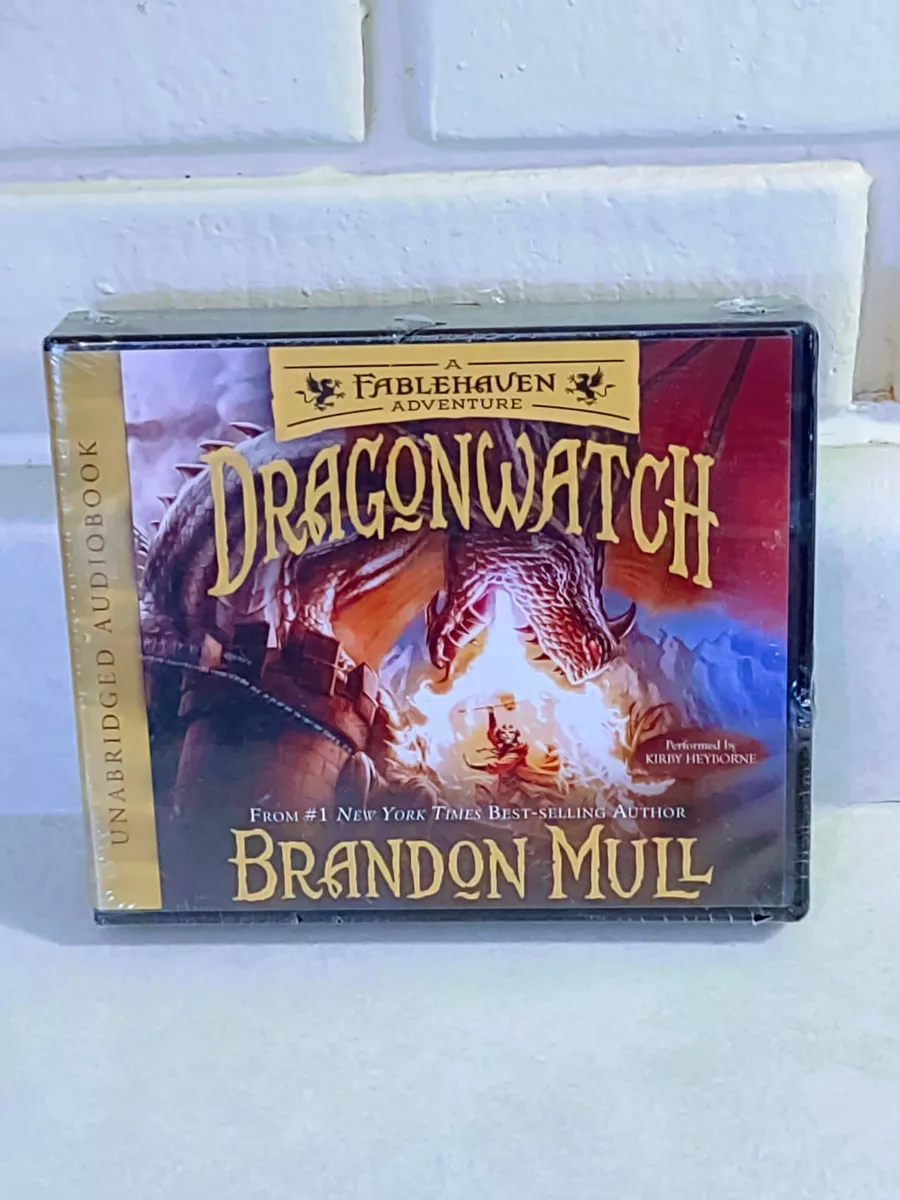 A
FABLEHAVEN
ADVENTURE
DRAGONWATCH
UNABRIDGED AUDIOBOOK
Performed by
KIRBY HEYBORNE
FROM #1 NEW YORK TIMES BEST-SELLING AUTHOR
BRANDON MULL